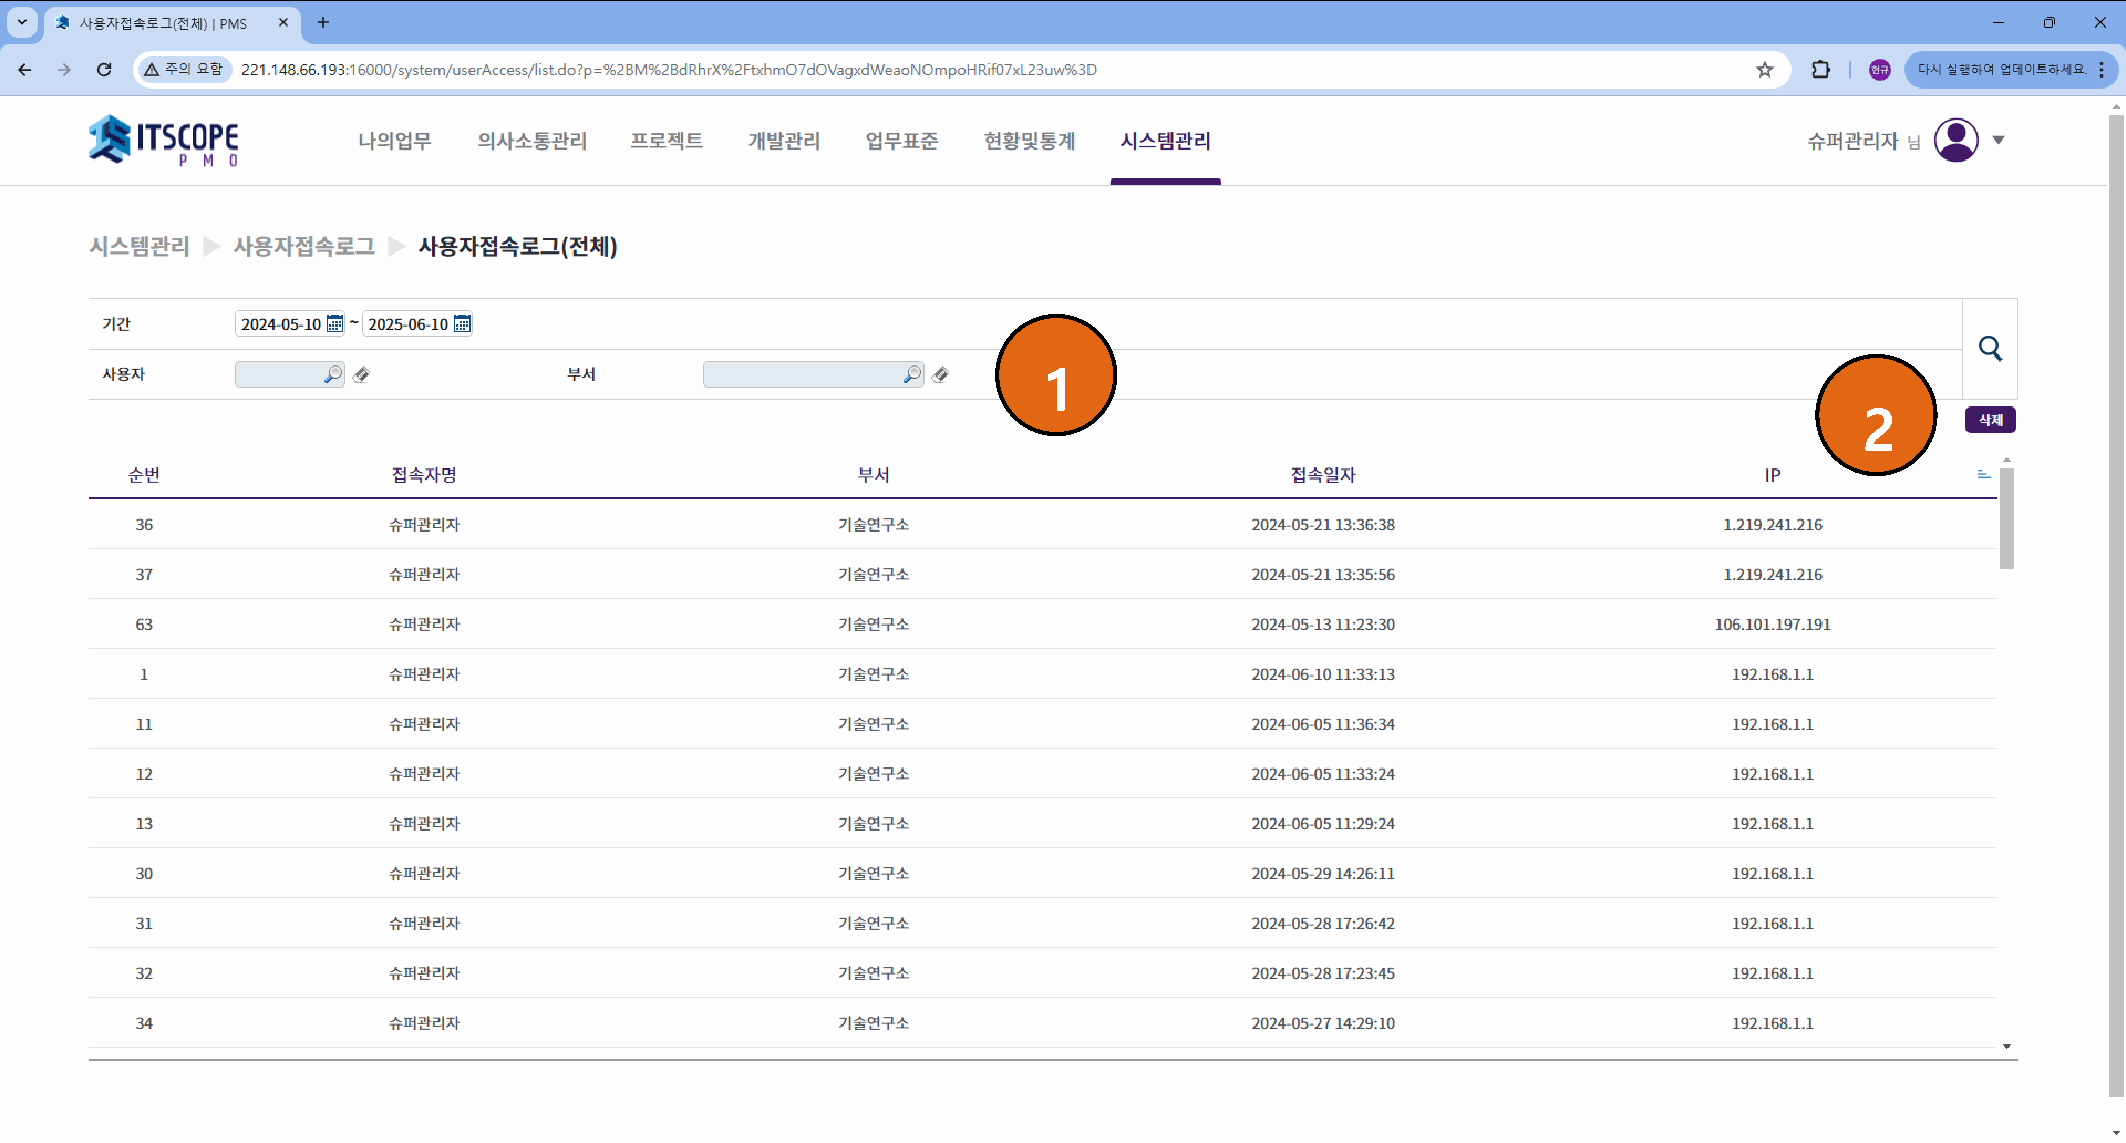 사용자접속로그(전체) | PMS
주의 요함 221.148.66.193:16000/system/userAccess/list.do?p=%2BM%2BdRhrX%2FtxhmO7dOVagxdWeaoNOmpoHRif07xL23uw%3D 현규 다시 실행하여 업데이트하세요.
ITSCOPE
PMO
나의업무 의사소통관리 프로젝트 개발관리 업무표준 현황및통계 시스템관리 슈퍼관리자 님
시스템관리 사용자접속로그 사용자접속로그(전체)
기간 2024-05-10 ~ 2025-06-10
사용자 부서 1
2 삭제
순번 접속자명 부서 접속일자 IP
36 슈퍼관리자 기술연구소 2024-05-21 13:36:38 1.219.241.216
37 슈퍼관리자 기술연구소 2024-05-21 13:35:56 1.219.241.216
63 슈퍼관리자 기술연구소 2024-05-13 11:23:30 106.101.197.191
1 슈퍼관리자 기술연구소 2024-06-10 11:33:13 192.168.1.1
11 슈퍼관리자 기술연구소 2024-06-05 11:36:34 192.168.1.1
12 슈퍼관리자 기술연구소 2024-06-05 11:33:24 192.168.1.1
13 슈퍼관리자 기술연구소 2024-06-05 11:29:24 192.168.1.1
30 슈퍼관리자 기술연구소 2024-05-29 14:26:11 192.168.1.1
31 슈퍼관리자 기술연구소 2024-05-28 17:26:42 192.168.1.1
32 슈퍼관리자 기술연구소 2024-05-28 17:23:45 192.168.1.1
34 슈퍼관리자 기술연구소 2024-05-27 14:29:10 192.168.1.1